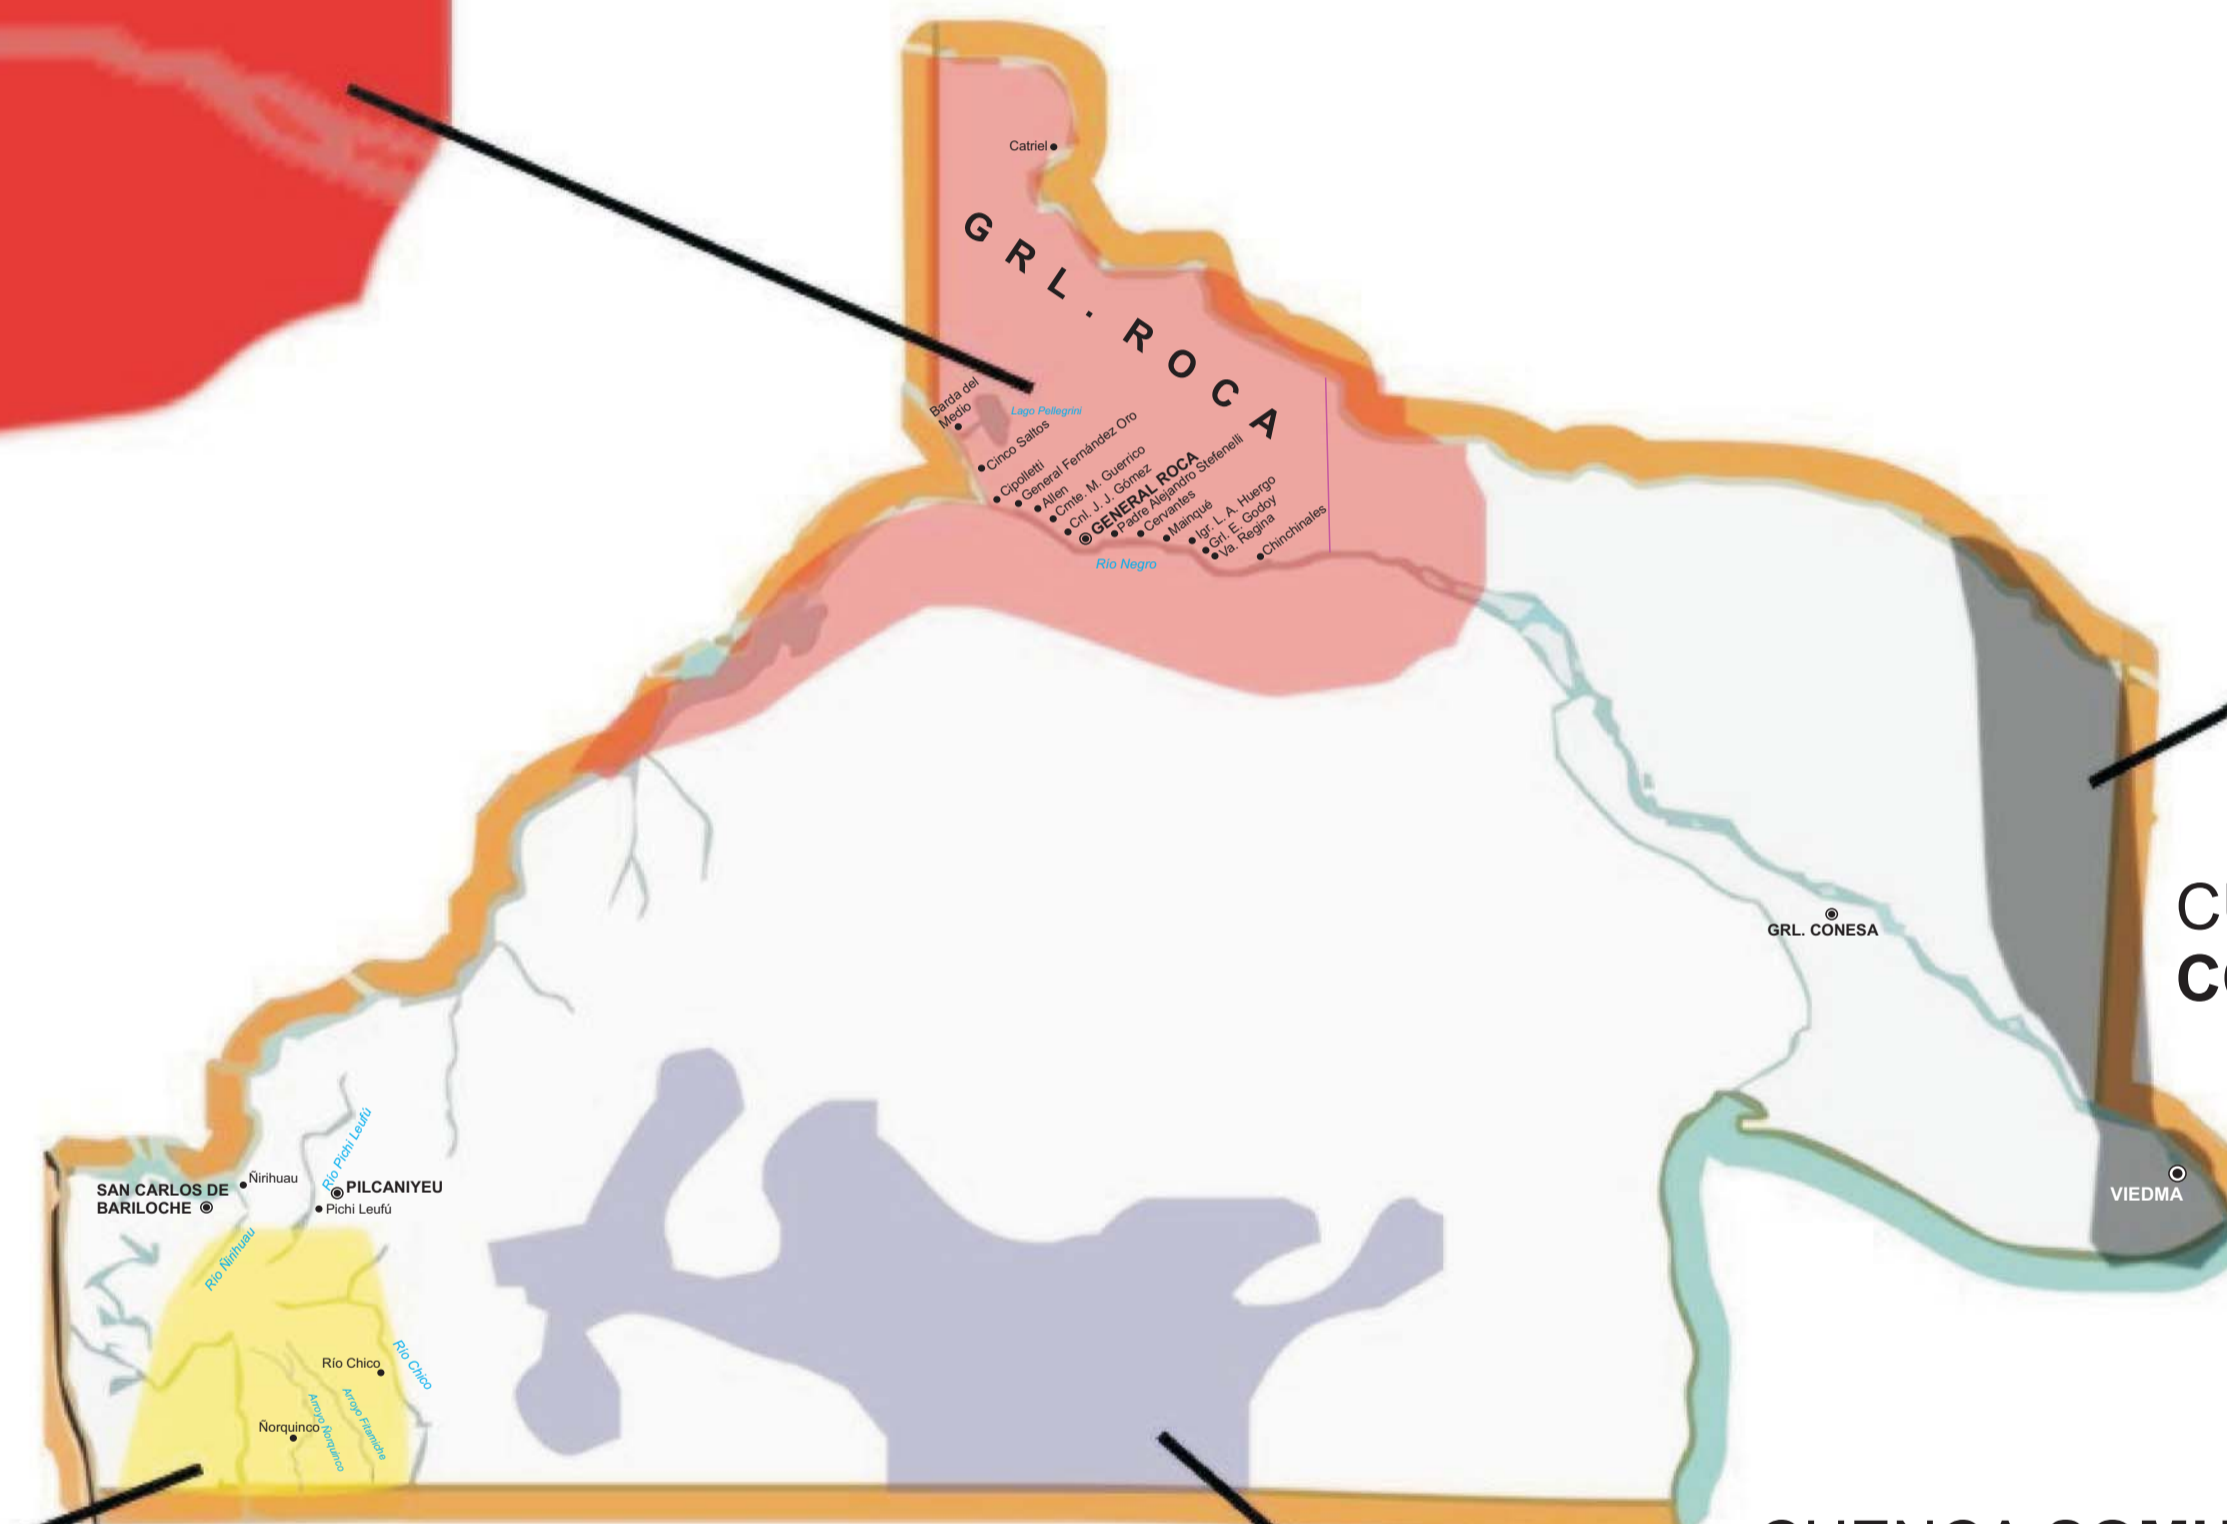 Catriel
GRL. ROCA
Barda del
Medio
Lago Pellegrini
Cinco Saltos
Cipolletti
General Fernández Oro
Allen
Cmte. M. Guerrico
Cnl. J. J. Gómez
GENERAL ROCA
Padre Alejandro Stefenelli
Cervantes
Mainqué
Igr. L. A. Huergo
Grl. E. Godoy
Va. Regina
Chinchinales
Río Negro
GRL. CONESA
VIEDMA
Río Pichi Leufú
Ñirihuau
SAN CARLOS DE
BARILOCHE
PILCANIYEU
Pichi Leufú
Río Ñirihuau
Río Chico
Río Chico
Ñorquinco
Arroyo Ñorquinco
Arroyo Fitamiche
CUENCA